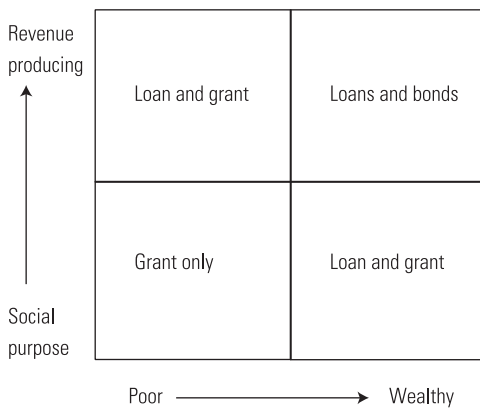 Revenue
producing
Loan and grant
Loans and bonds
Grant only
Loan and grant
Social
purpose
Poor
Wealthy